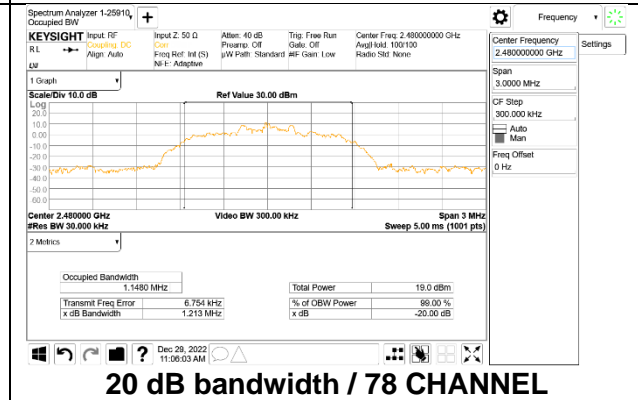 Spectrum Analyzer 1-25910,
Occupied BW
+
Frequency
KEYSIGHT Input: RF Input Z: 50 Ω Atten: 40 dB Trig: Free Run Center Freq: 2.480000000 GHz
RL Coupling: DC Corr Preamp: Off Gate: Off Avg|Hold: 100/100
Align: Auto Freq Ref: Int (S) µW Path: Standard #IF Gain: Low Radio Std: None
NFE: Adaptive
Center Frequency
2.480000000 GHz
Settings
Span
3.0000 MHz
CF Step
300.000 kHz
Auto
Man
Freq Offset
0 Hz
1 Graph
Scale/Div 10.0 dB Ref Value 30.00 dBm
Log
20.0
10.0
0.00
-10.0
-20.0
-30.0
-40.0
-50.0
-60.0
Center 2.480000 GHz Video BW 300.00 kHz Span 3 MHz
#Res BW 30.000 kHz Sweep 5.00 ms (1001 pts)
2 Metrics
Occupied Bandwidth
1.1480 MHz Total Power 19.0 dBm
Transmit Freq Error 6.754 kHz % of OBW Power 99.00 %
x dB Bandwidth 1.213 MHz x dB -20.00 dB
? Dec 29, 2022
11:06:03 AM
20 dB bandwidth / 78 CHANNEL